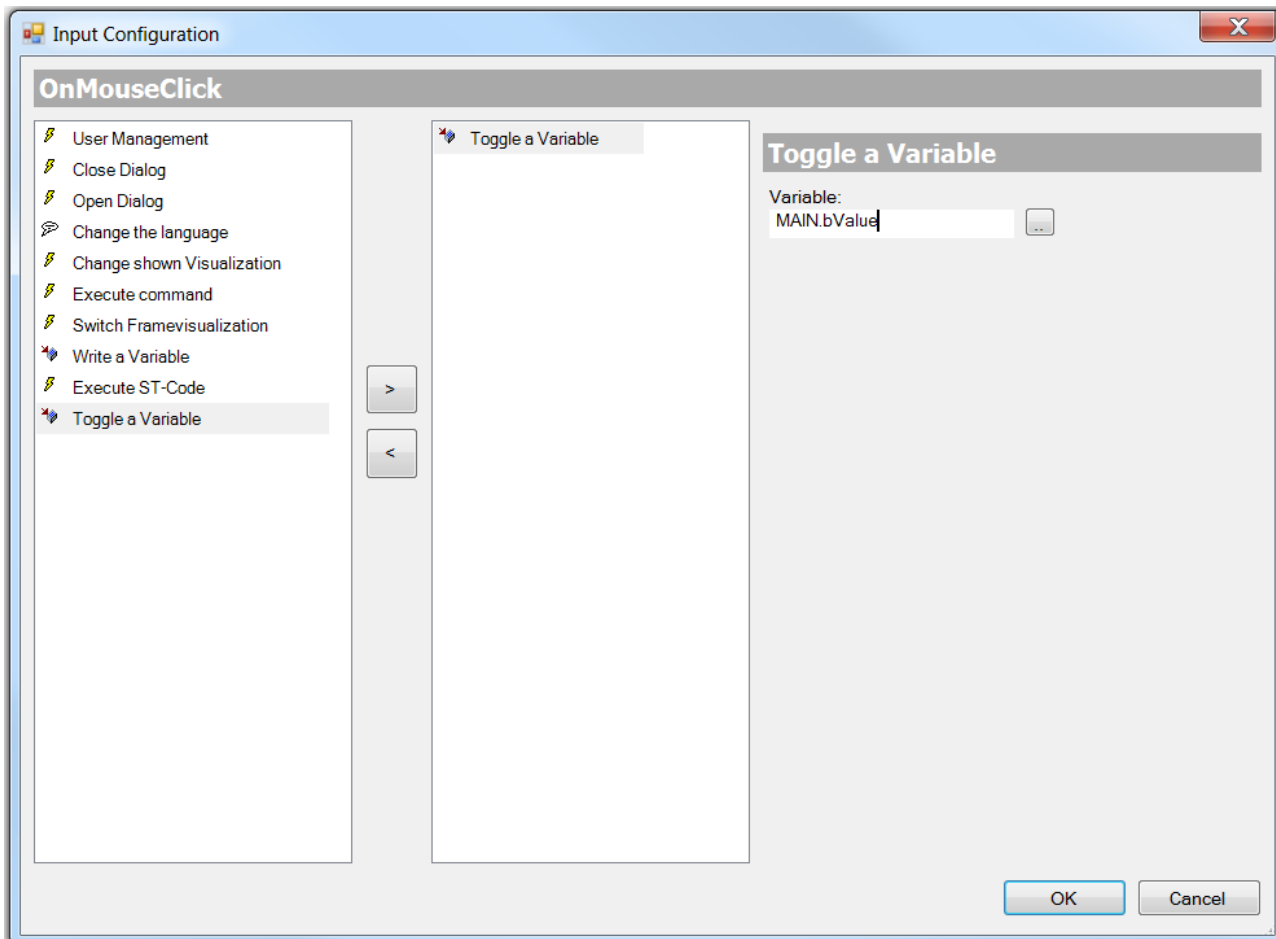 Input Configuration
X
OnMouseClick
User Management
Close Dialog
Open Dialog
Change the language
Change shown Visualization
Execute command
Switch Framevisualization
Write a Variable
Execute ST-Code
Toggle a Variable
>
<
Toggle a Variable
Toggle a Variable
Variable:
MAIN.bValue
..
OK
Cancel